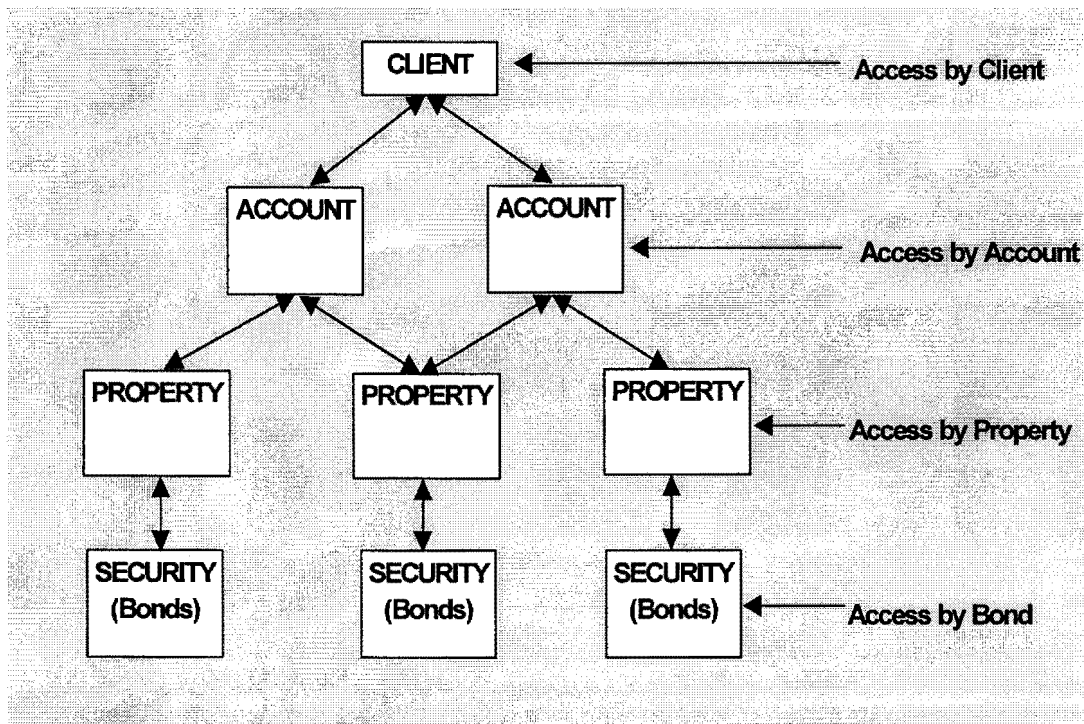 CLIENT
Access by Client
ACCOUNT
ACCOUNT
Access by Account
PROPERTY
PROPERTY
PROPERTY
Access by Property
SECURITY
(Bonds)
SECURITY
(Bonds)
SECURITY
(Bonds)
Access by Bond